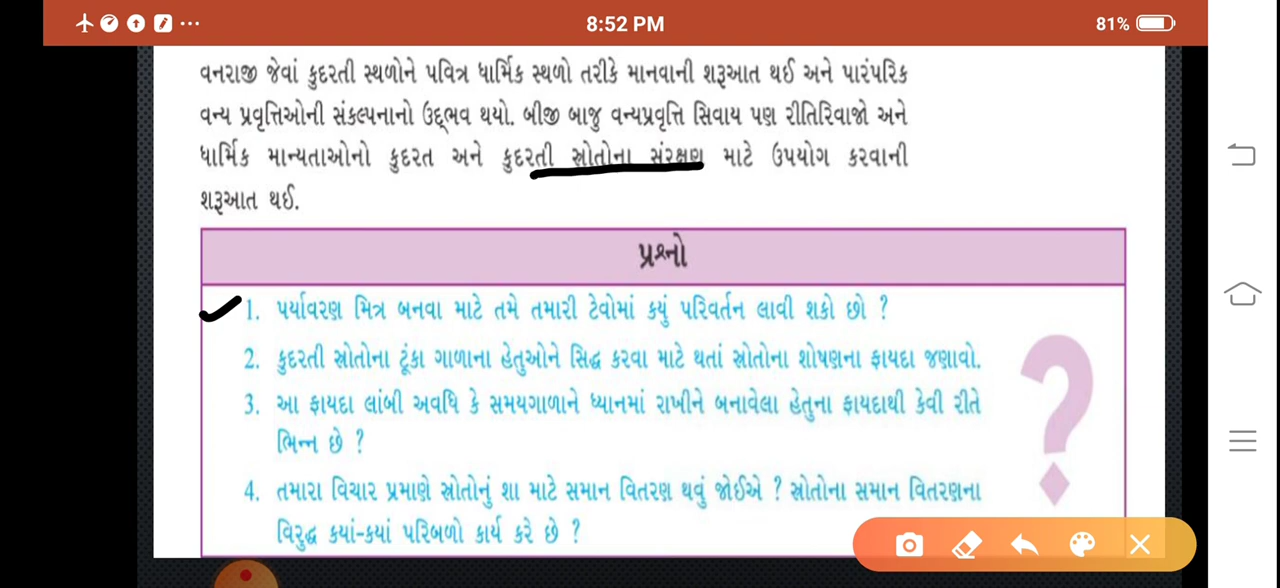 8:52 PM
81%
વનરાજી જેવાં કુદરતી સ્થળોને પવિત્ર ધાર્મિક સ્થળો તરીકે માનવાની શરૂઆત થઈ અને પારંપરિક
વન્ય પ્રવૃત્તિઓની સંકલ્પનાનો ઉદ્ભવ થયો. બીજી બાજુ વન્યપ્રવૃત્તિ સિવાય પણ રીતિરિવાજો અને
ધાર્મિક માન્યતાઓનો કુદરત અને કુદરતી સ્રોતોના સંરક્ષણ માટે ઉપયોગ કરવાની
શરૂઆત થઈ.
પ્રશ્નો
1. પર્યાવરણ મિત્ર બનવા માટે તમે તમારી ટેવોમાં કયું પરિવર્તન લાવી શકો છો ?
2. કુદરતી સ્રોતોના ટૂંકા ગાળાના હેતુઓને સિદ્ધ કરવા માટે થતાં સ્રોતોના શોષણના ફાયદા જણાવો.
3. આ ફાયદા લાંબી અવધિ કે સમયગાળાને ધ્યાનમાં રાખીને બનાવેલા હેતુના ફાયદાથી કેવી રીતે
ભિન્ન છે ?
4. તમારા વિચાર પ્રમાણે સ્રોતોનું શા માટે સમાન વિતરણ થવું જોઈએ ? સ્રોતોના સમાન વિતરણના
વિરુદ્ધ કયાં-કયાં પરિબળો કાર્ય કરે છે ?
?